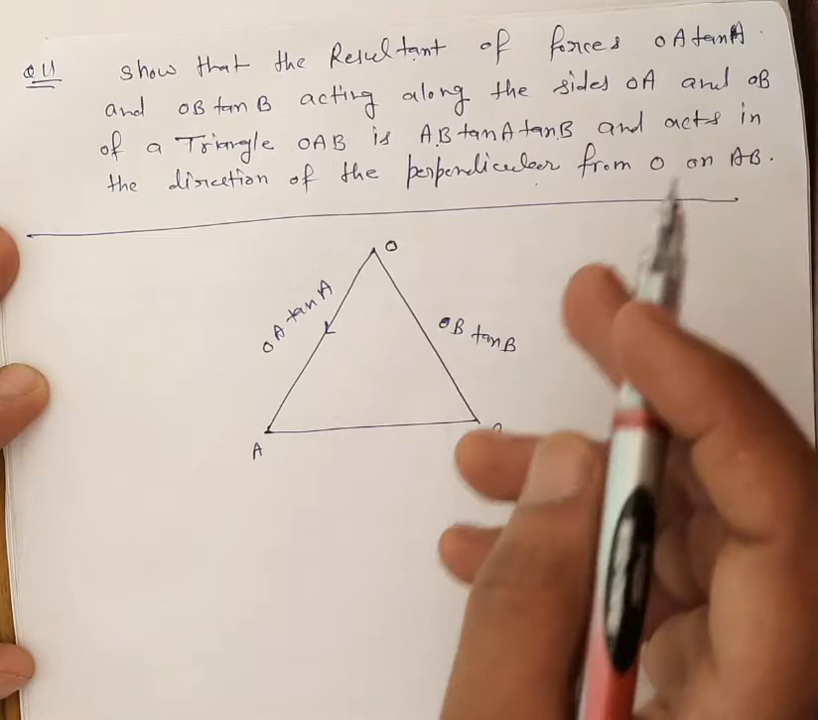 Q11 Show that the Resultant of forces OA tanA
and OB tan B acting along the sides OA and OB
of a Triangle OAB is AB tanA tanB and acts in
the direction of the perpendicular from O on AB.
O
OA tan A
OB tan B
A